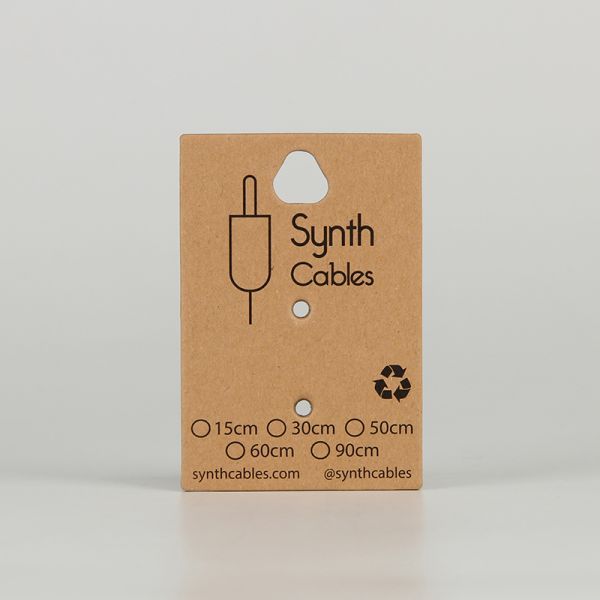 Synth
Cables
15cm 30cm 50cm
60cm 90cm
synthcables.com @synthcables